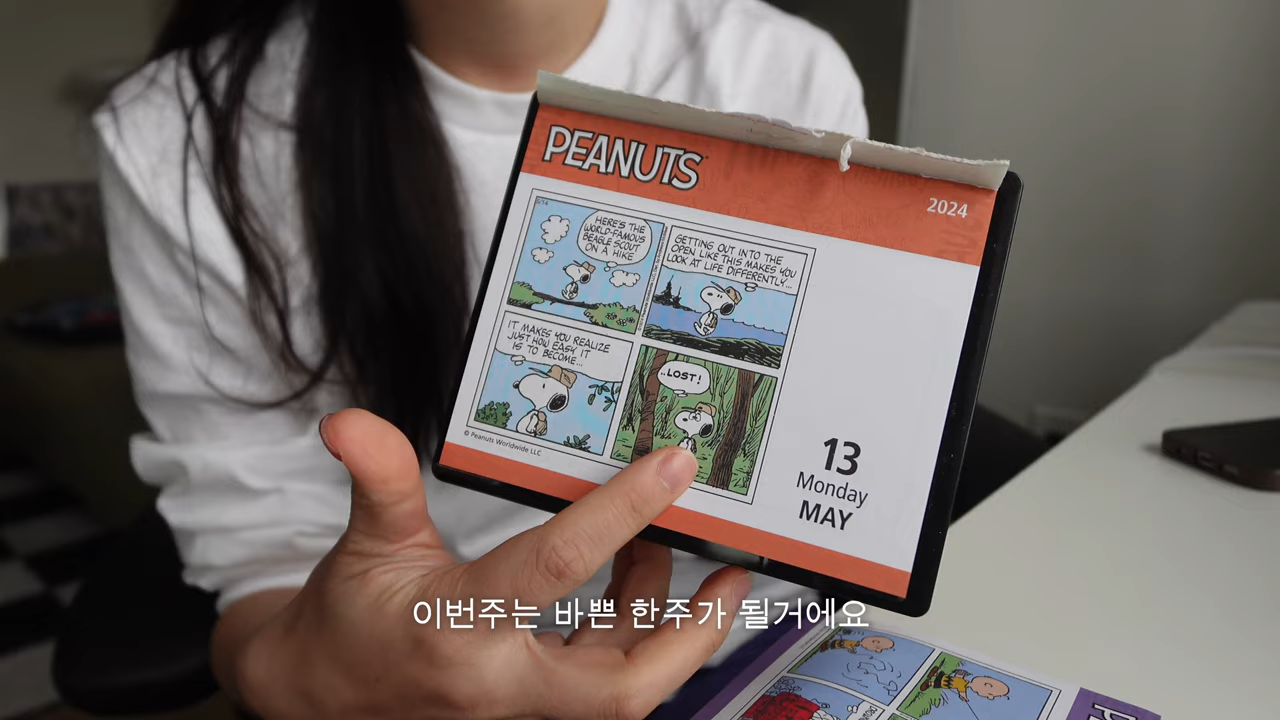 PEANUTS
2024
HERE'S THE
WORLD-FAMOUS
BEAGLE SCOUT
ON A HIKE
GETTING OUT INTO THE
OPEN LIKE THIS MAKES YOU
LOOK AT LIFE DIFFERENTLY...
IT MAKES YOU REALIZE
JUST HOW EASY IT
IS TO BECOME...
...LOST!
© Peanuts Worldwide LLC
13
Monday
MAY
이번주는 바쁜 한주가 될거에요